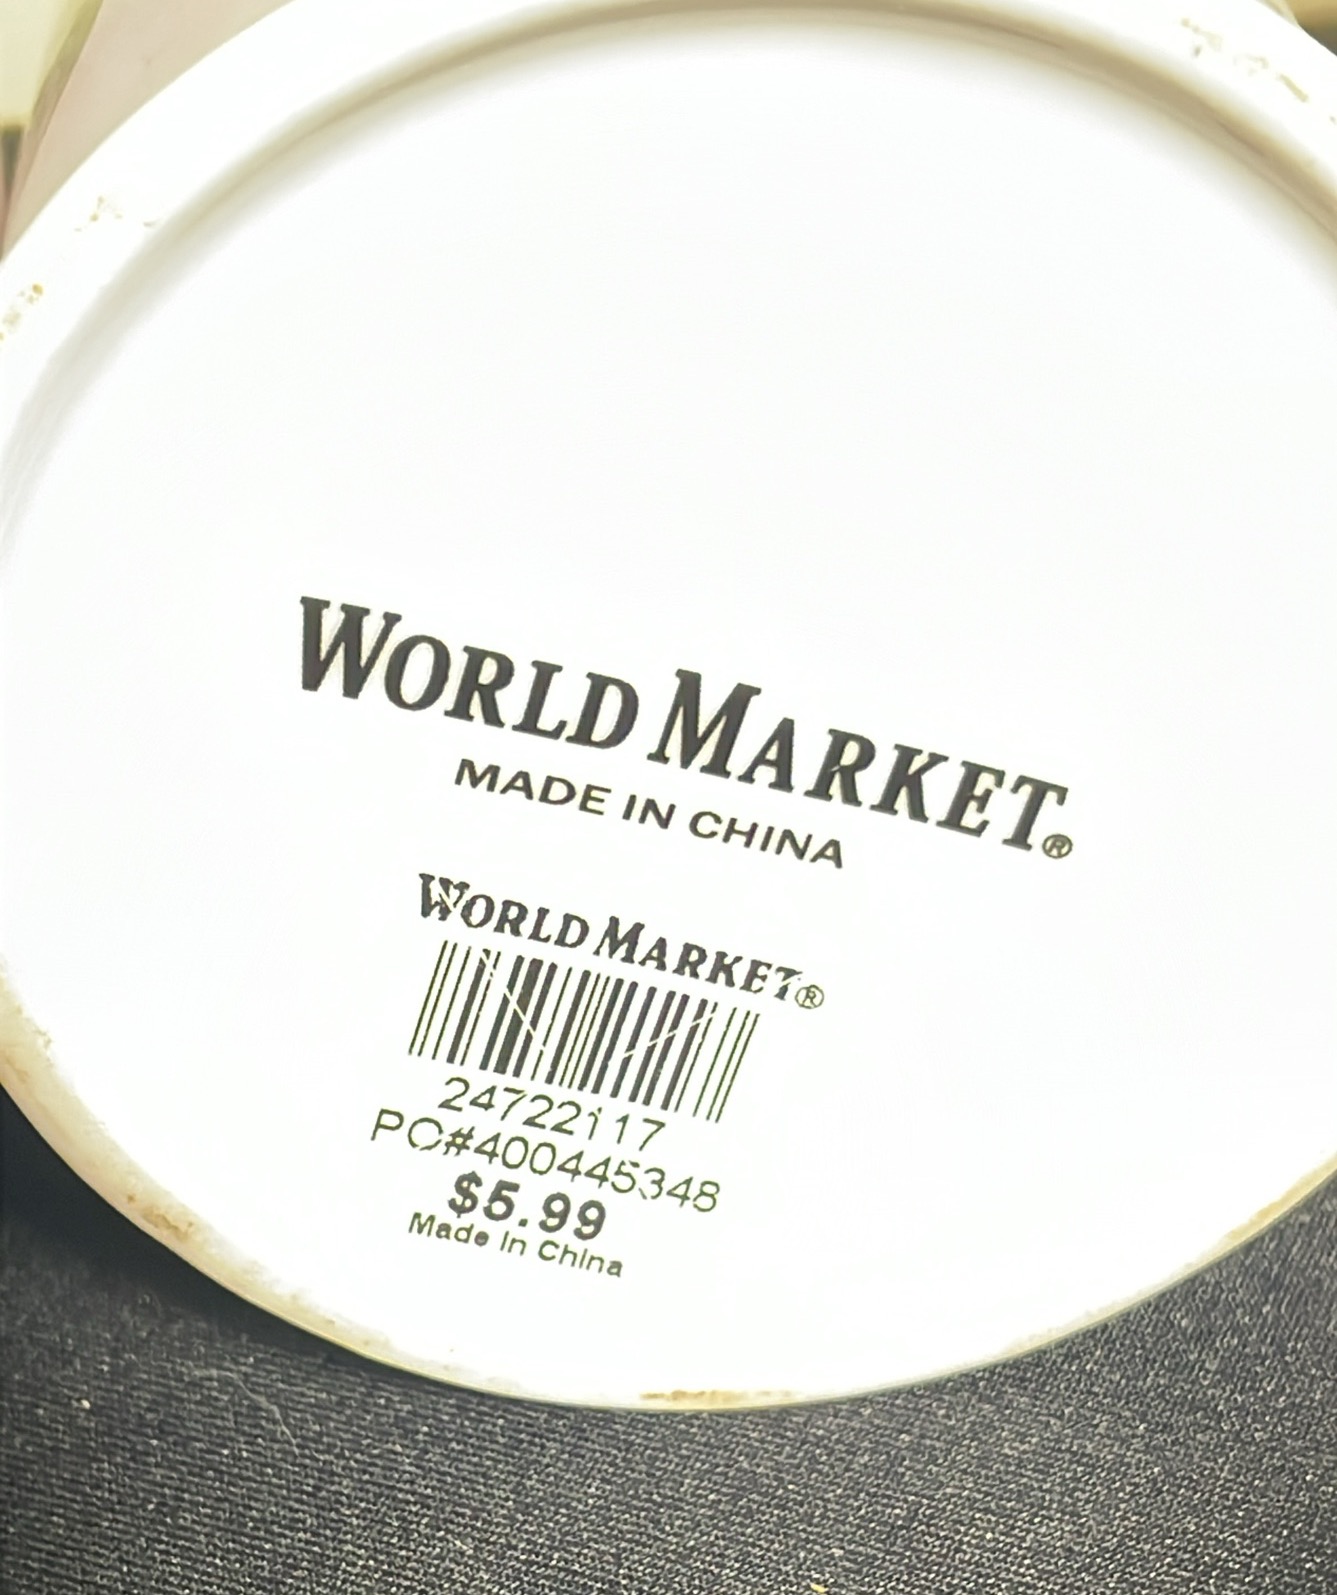 WORLD MARKET®
MADE IN CHINA
WORLD MARKET®
24722117
PC#400445348
$5.99
Made in China